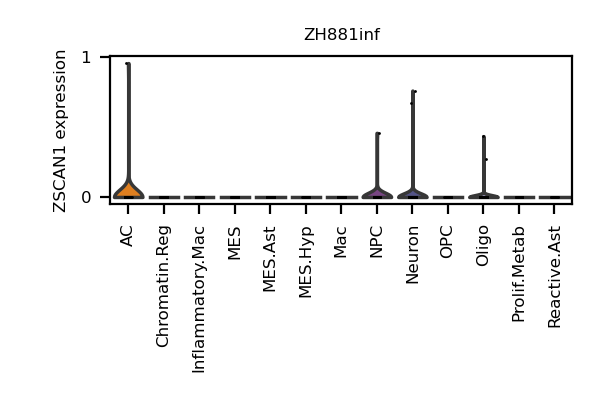 ZH881inf
ZSCAN1 expression
1
0
AC
Chromatin.Reg
Inflammatory.Mac
MES
MES.Ast
MES.Hyp
Mac
NPC
Neuron
OPC
Oligo
Prolif.Metab
Reactive.Ast